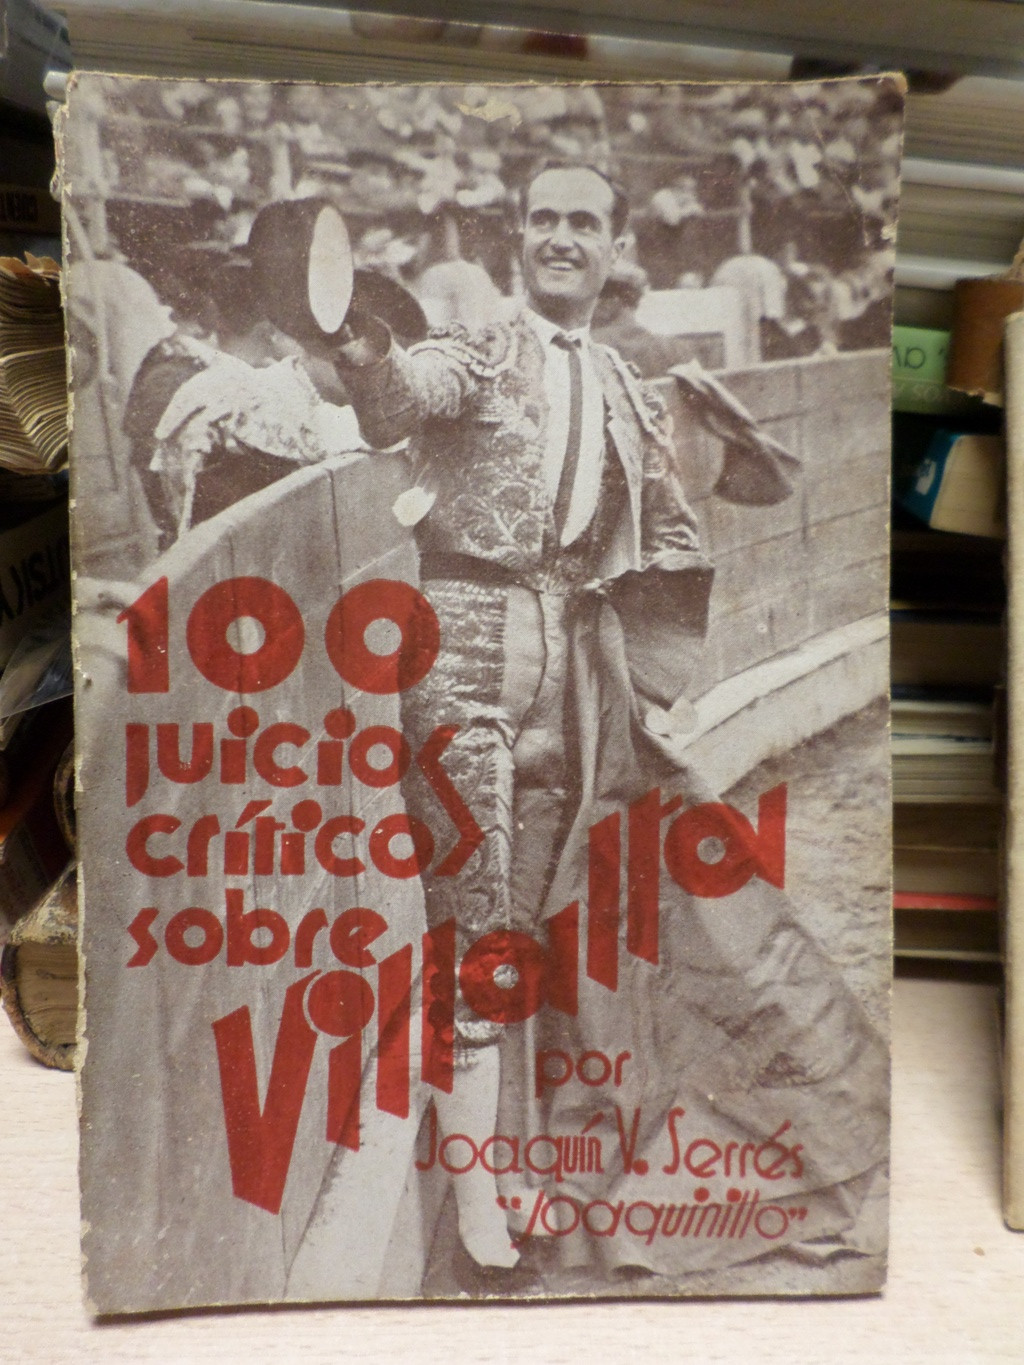 100
juicios
críticos
sobre
Villalta
por
Joaquín V. Serrés
"Joaquinillo"